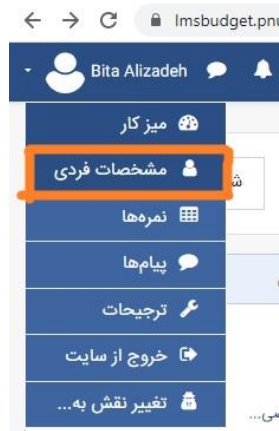 lmsbudget.pnu
Bita Alizadeh
میز کار
مشخصات فردی
نمره‌ها
پیام‌ها
ترجیحات
خروج از سایت
تغییر نقش به...